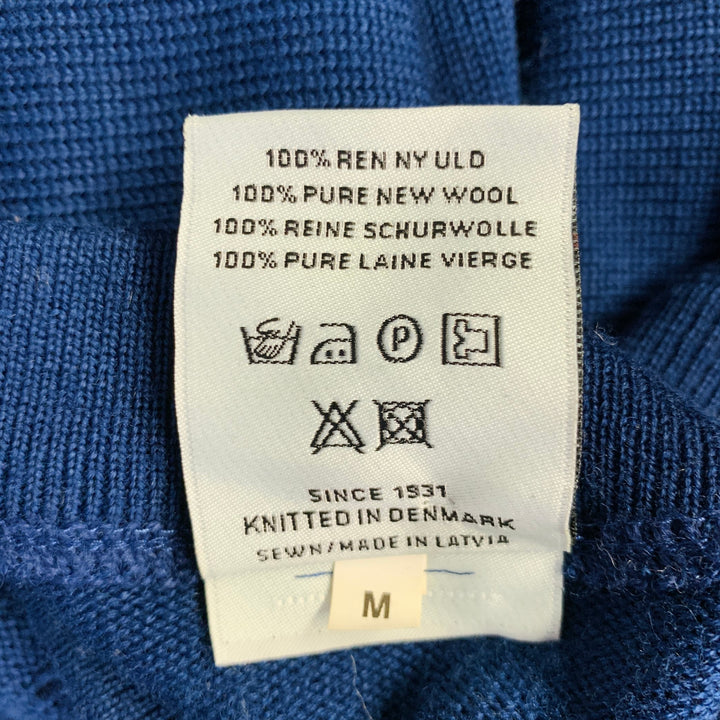 100% REN NY ULD
100% PURE NEW WOOL
100% REINE SCHURWOLLE
100% PURE LAINE VIERGE
P
SINCE 1931
KNITTED IN DENMARK
SEWN/MADE IN LATVIA
M